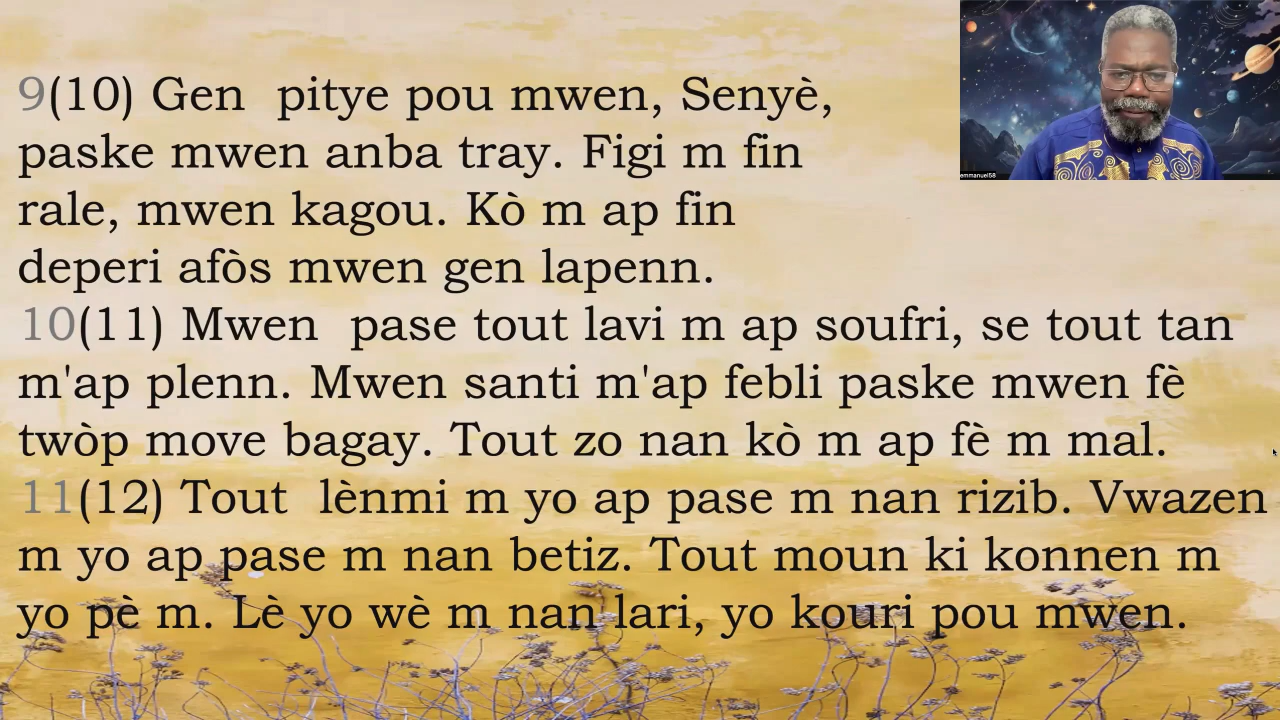 9(10) Gen  pitye pou mwen, Senyè,
paske mwen anba tray. Figi m fin
rale, mwen kagou. Kò m ap fin
deperi afòs mwen gen lapenn.
10(11) Mwen  pase tout lavi m ap soufri, se tout tan
m'ap plenn. Mwen santi m'ap febli paske mwen fè
twòp move bagay. Tout zo nan kò m ap fè m mal.
11(12) Tout  lènmi m yo ap pase m nan rizib. Vwazen
m yo ap pase m nan betiz. Tout moun ki konnen m
yo pè m. Lè yo wè m nan lari, yo kouri pou mwen.
emmanuel58